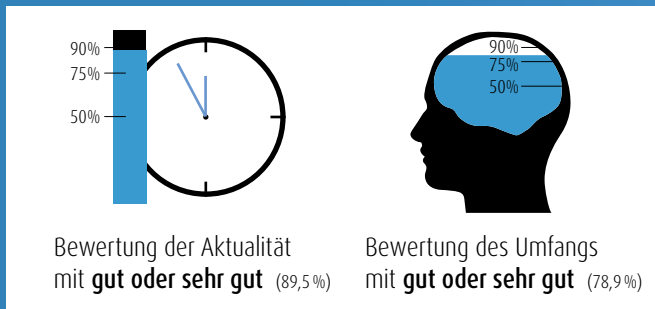 90%
75%
50%
90%
75%
50%
Bewertung der Aktualität
mit gut oder sehr gut (89,5%)
Bewertung des Umfangs
mit gut oder sehr gut (78,9%)